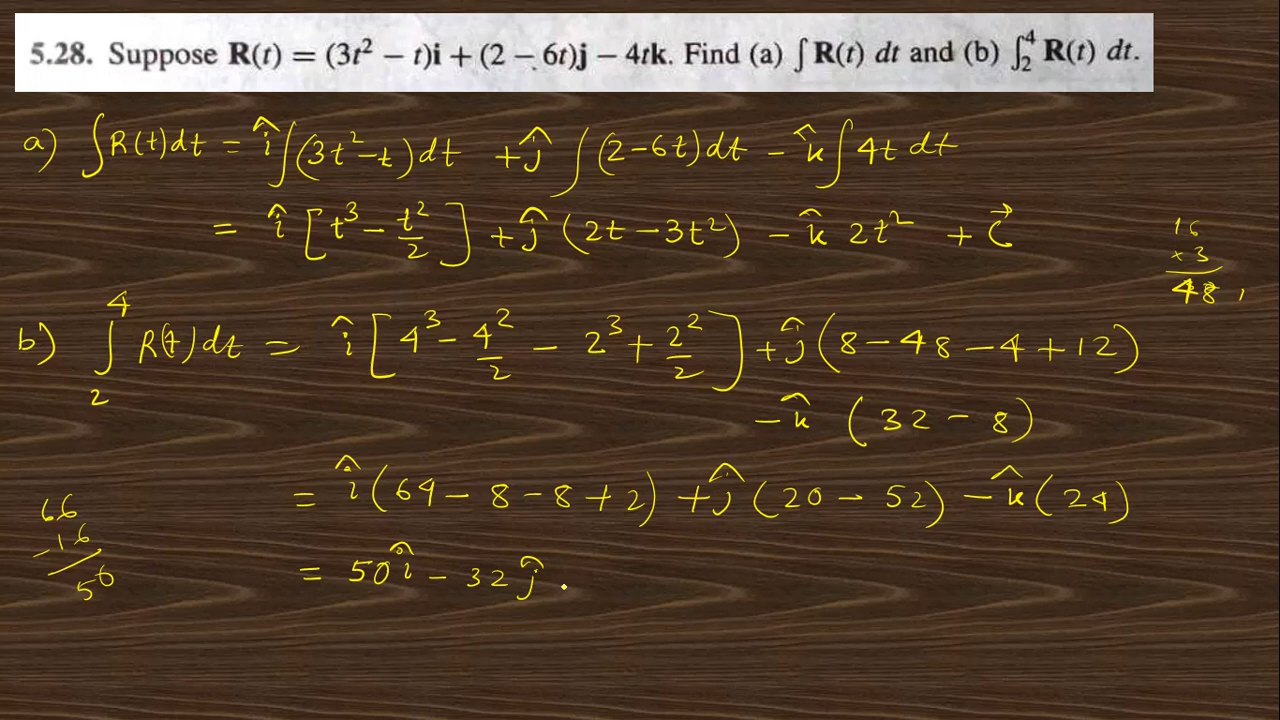 5.28. Suppose R(t) = (3t² − t)i + (2 − 6t)j − 4tk. Find (a) ∫ R(t) dt and (b) ∫₂⁴ R(t) dt.
a) ∫R(t)dt = î∫(3t²−t)dt + ĵ∫(2−6t)dt − k̂∫4t dt
= î[t³ − t²/2] + ĵ(2t−3t²) − k̂ 2t² + C⃗
16
×3
48
b) ∫₂⁴ R(t)dt = î[4³ − 4²/2 − 2³ + 2²/2] + ĵ(8−48−4+12)
− k̂ (32−8)
= î(64−8−8+2) + ĵ(20−52) − k̂(24)
66
−16
50
= 50î − 32ĵ